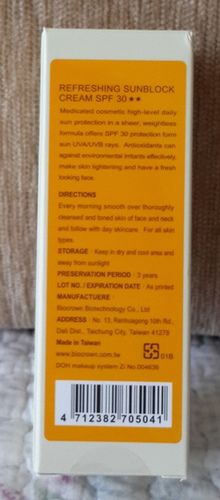 REFRESHING SUNBLOCK
CREAM SPF 30★★
Medicated cosmetic high-level daily
sun protection in a sheer, weightless
formula offers SPF 30 protection form
sun UVA/UVB rays. Antioxidants can
against environmental irritants effectively,
make skin tightening and have a fresh
looking face.
DIRECTIONS
Every morning smooth over thoroughly
cleansed and toned skin of face and neck
and follow with day skincare. For all skin
types.
STORAGE : Keep in dry and cool area and
away from sunlight
PRESERVATION PERIOD : 3 years
LOT NO. / EXPIRATION DATE : As printed
MANUFACTUERE :
Biocrown Biotechnology Co., Ltd
ADDRESS : No. 13, Renhuagong 10th Rd.,
Dali Dist., Taichung City, Taiwan 41279
Made in Taiwan
www.biocrown.com.tw
01B
DOH makeup system Zi No.004636
4 712382 705041